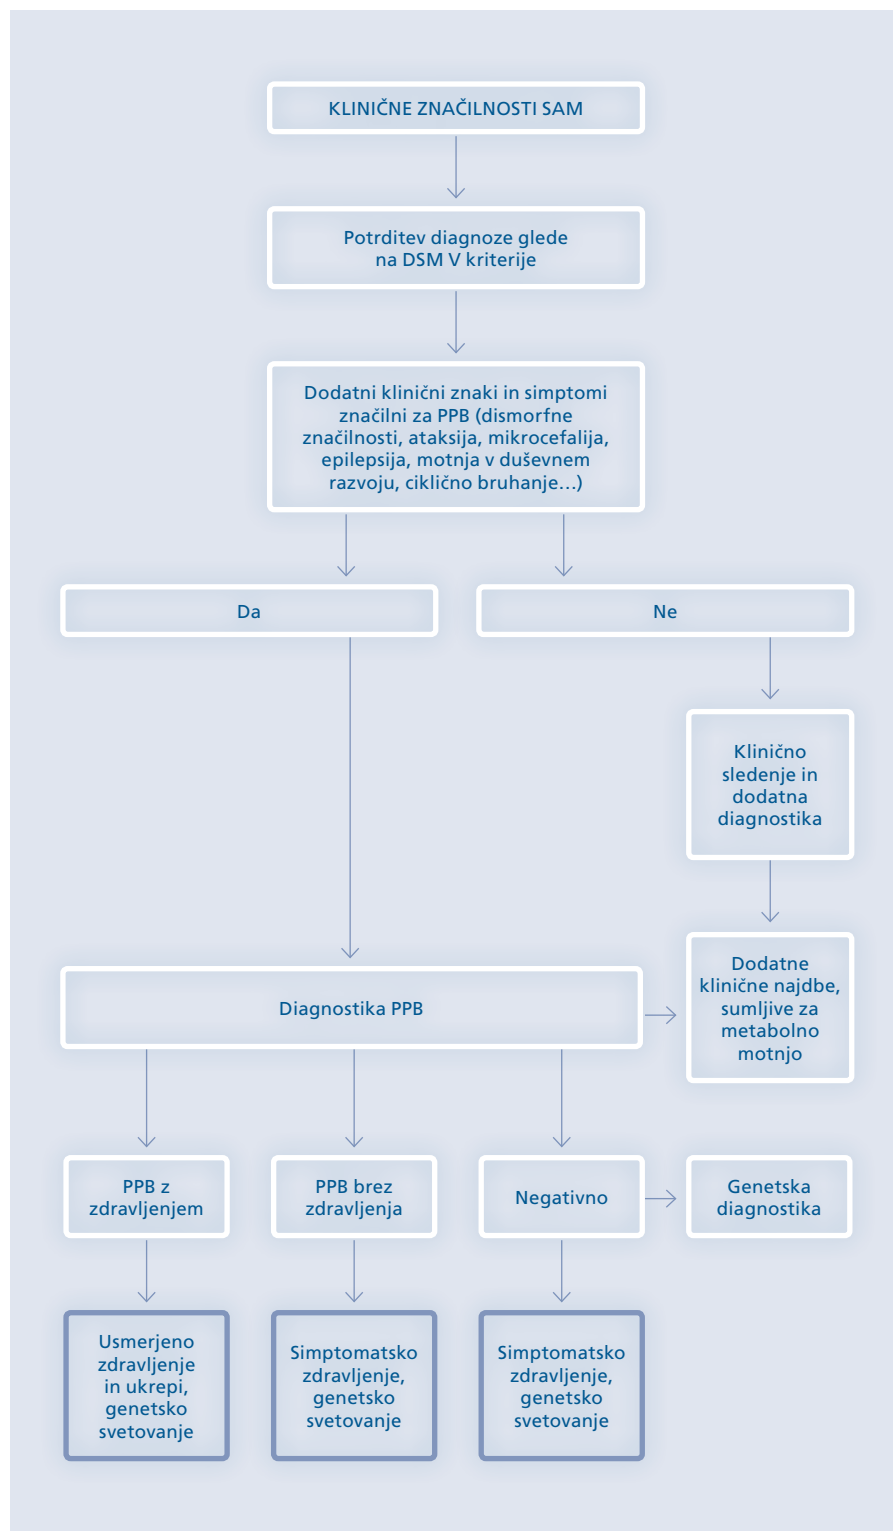 KLINIČNE ZNAČILNOSTI SAM
Potrditev diagnoze glede
na DSM V kriterije
Dodatni klinični znaki in simptomi
značilni za PPB (dismorfne
značilnosti, ataksija, mikrocefalija,
epilepsija, motnja v duševnem
razvoju, ciklično bruhanje...)
Da
Ne
Klinično
sledenje in
dodatna
diagnostika
Diagnostika PPB
Dodatne
klinične najdbe,
sumljive za
metabolno
motnjo
PPB z
zdravljenjem
PPB brez
zdravljenja
Negativno
Genetska
diagnostika
Usmerjeno
zdravljenje
in ukrepi,
genetsko
svetovanje
Simptomatsko
zdravljenje,
genetsko
svetovanje
Simptomatsko
zdravljenje,
genetsko
svetovanje